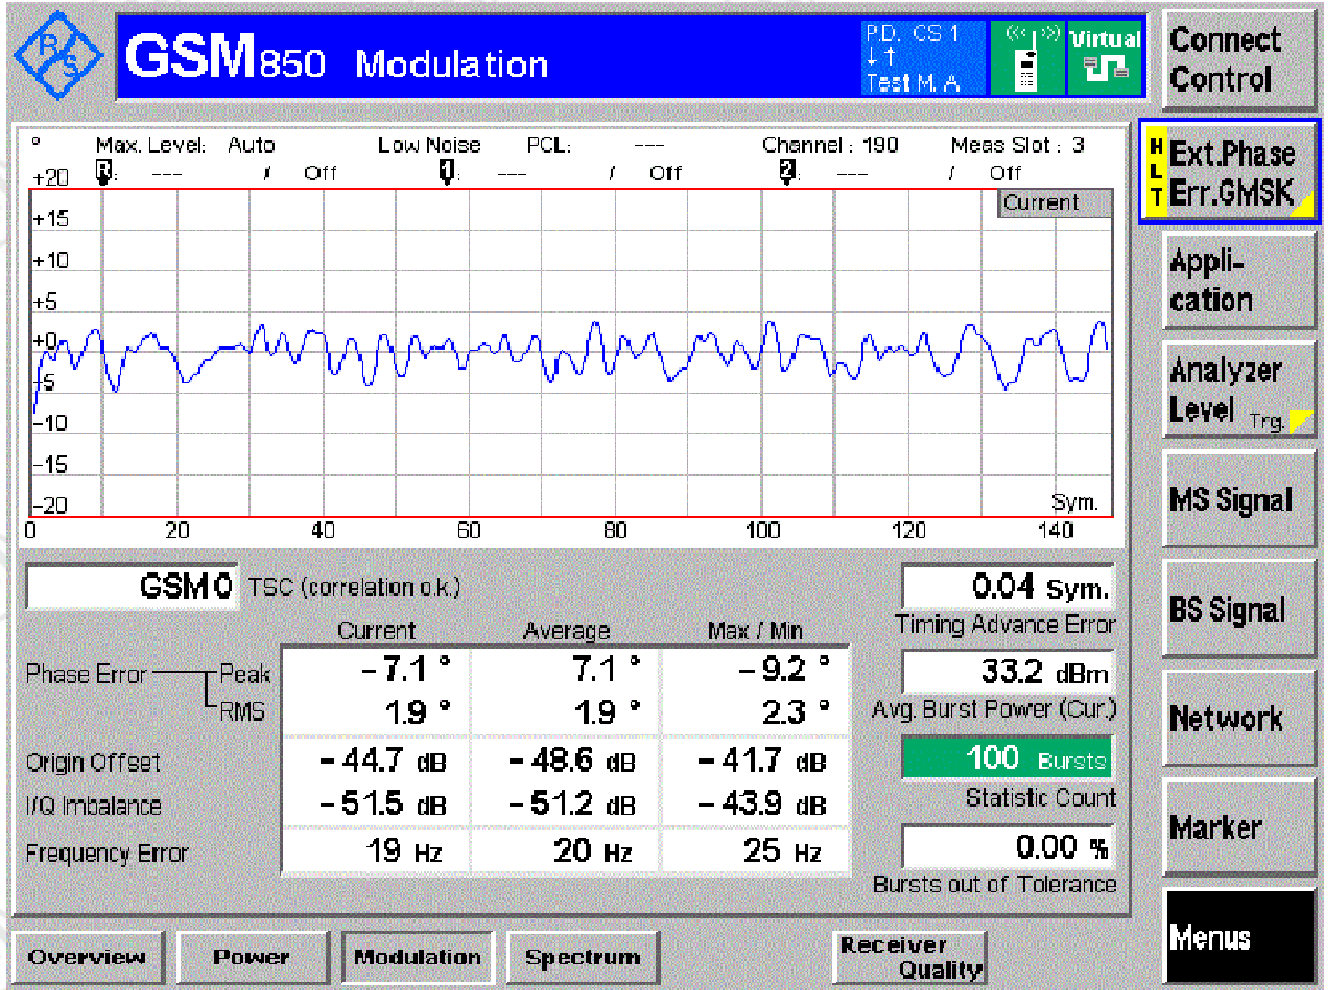 R S
GSM850 Modulation
P.D. CS 1
↓↑
Test M. A
Virtual
Connect
Control
° Max. Level: Auto Low Noise PCL: --- Channel : 190 Meas Slot : 3
R: --- / Off 1: --- / Off 2: --- / Off
+20
Current
+15
+10
+5
+0
-5
-10
-15
-20
Sym.
0 20 40 60 80 100 120 140
H L T
Ext.Phase
Err.GMSK
Appli-
cation
Analyzer
Level Trg.
MS Signal
BS Signal
Network
Marker
Menus
GSM 0 TSC (correlation o.k.)
0.04 Sym.
Timing Advance Error
Current Average Max / Min
Phase Error Peak -7.1 ° 7.1 ° -9.2 °
RMS 1.9 ° 1.9 ° 2.3 °
33.2 dBm
Avg. Burst Power (Cur.)
Origin Offset -44.7 dB -48.6 dB -41.7 dB
100 Bursts
Statistic Count
I/Q Imbalance -51.5 dB -51.2 dB -43.9 dB
Frequency Error 19 Hz 20 Hz 25 Hz
0.00 %
Bursts out of Tolerance
Overview Power Modulation Spectrum
Receiver
Quality